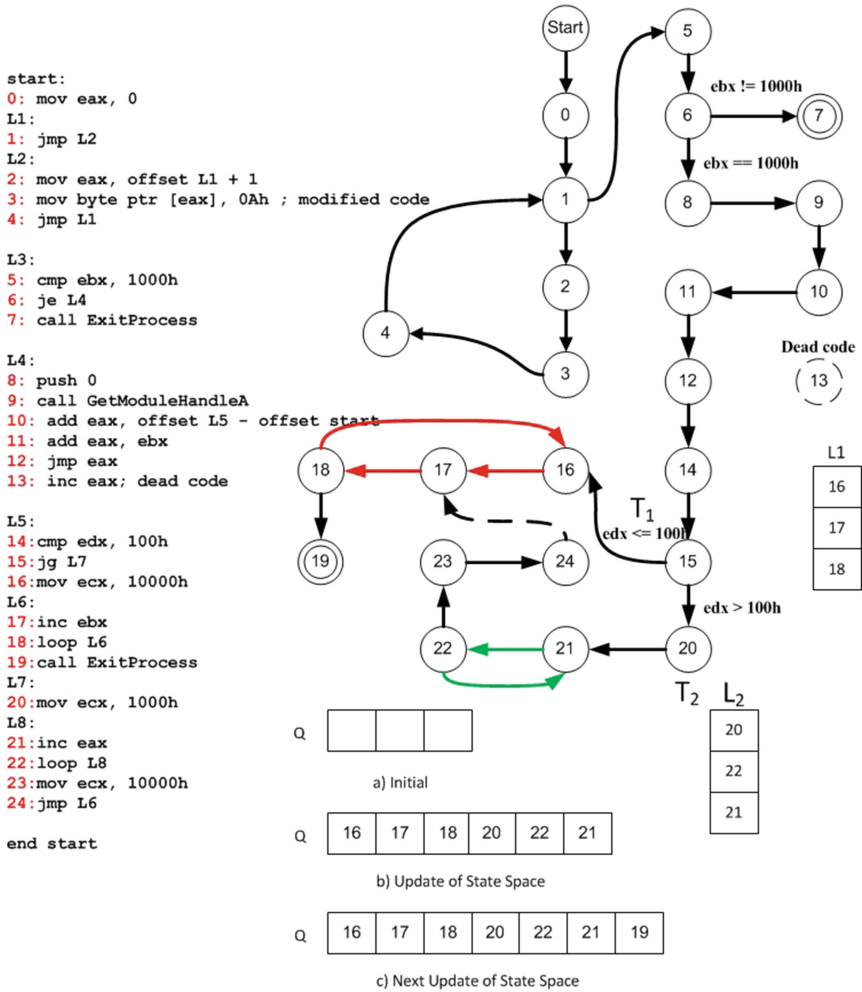 start:
0: mov eax, 0
L1:
1: jmp L2
L2:
2: mov eax, offset L1 + 1
3: mov byte ptr [eax], 0Ah ; modified code
4: jmp L1
L3:
5: cmp ebx, 1000h
6: je L4
7: call ExitProcess
L4:
8: push 0
9: call GetModuleHandleA
10: add eax, offset L5 - offset start
11: add eax, ebx
12: jmp eax
13: inc eax; dead code
L5:
14:cmp edx, 100h
15:jg L7
16:mov ecx, 10000h
L6:
17:inc ebx
18:loop L6
19:call ExitProcess
L7:
20:mov ecx, 1000h
L8:
21:inc eax
22:loop L8
23:mov ecx, 10000h
24:jmp L6
end start
Start
5
ebx != 1000h
0
6
7
ebx == 1000h
1
8
9
2
11
10
4
3
Dead code
12
13
18
17
16
14
L1
16
17
18
T1
edx <= 100h
19
23
24
15
edx > 100h
22
21
20
T2
L2
20
22
21
Q
a) Initial
Q 16 17 18 20 22 21
b) Update of State Space
Q 16 17 18 20 22 21 19
c) Next Update of State Space